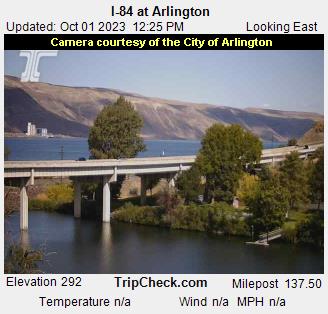 I-84 at Arlington
Updated: Oct 01 2023 12:25 PM Looking East
Camera courtesy of the City of Arlington
Elevation 292 TripCheck.com Milepost 137.50
Temperature n/a Wind n/a MPH n/a